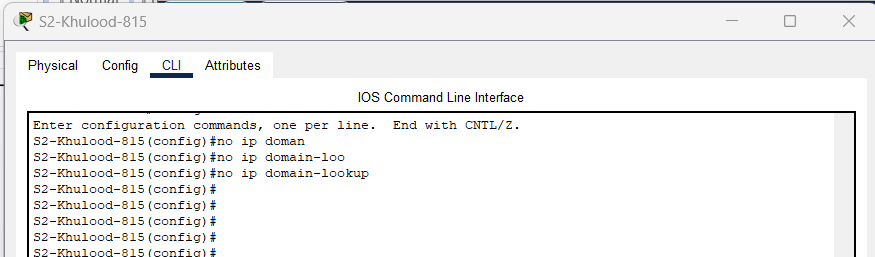 S2-Khulood-815
Physical Config CLI Attributes
IOS Command Line Interface
Enter configuration commands, one per line.  End with CNTL/Z.
S2-Khulood-815(config)#no ip doman
S2-Khulood-815(config)#no ip domain-loo
S2-Khulood-815(config)#no ip domain-lookup
S2-Khulood-815(config)#
S2-Khulood-815(config)#
S2-Khulood-815(config)#
S2-Khulood-815(config)#
S2-Khulood-815(config)#